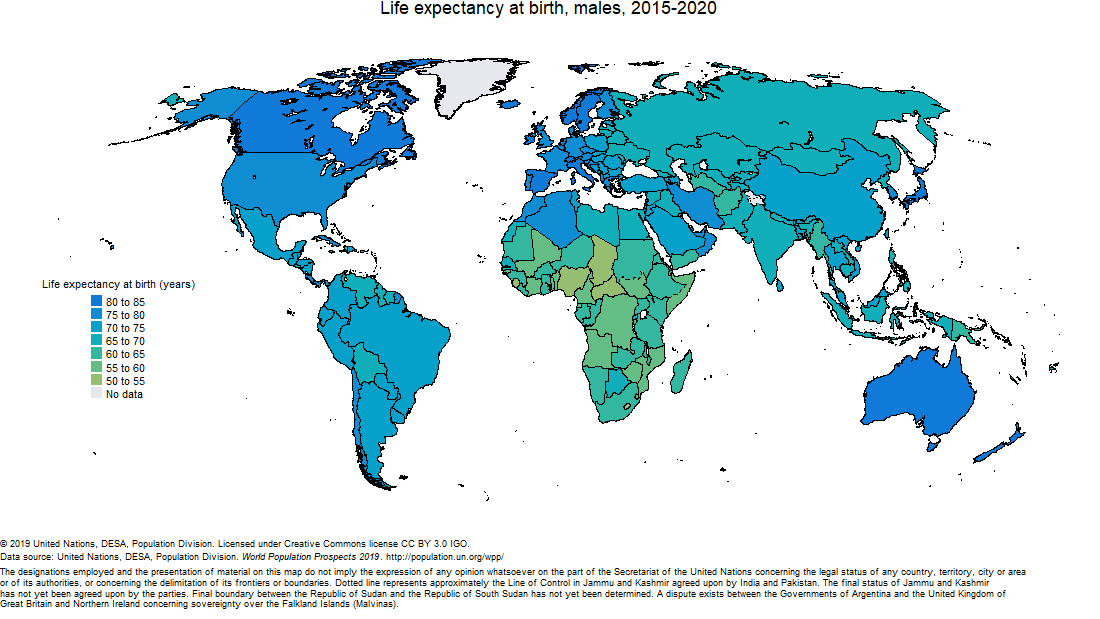 Life expectancy at birth, males, 2015-2020
Life expectancy at birth (years)
80 to 85
75 to 80
70 to 75
65 to 70
60 to 65
55 to 60
50 to 55
No data
© 2019 United Nations, DESA, Population Division. Licensed under Creative Commons license CC BY 3.0 IGO.
Data source: United Nations, DESA, Population Division. World Population Prospects 2019. http://population.un.org/wpp/
The designations employed and the presentation of material on this map do not imply the expression of any opinion whatsoever on the part of the Secretariat of the United Nations concerning the legal status of any country, territory, city or area
or of its authorities, or concerning the delimitation of its frontiers or boundaries. Dotted line represents approximately the Line of Control in Jammu and Kashmir agreed upon by India and Pakistan. The final status of Jammu and Kashmir
has not yet been agreed upon by the parties. Final boundary between the Republic of Sudan and the Republic of South Sudan has not yet been determined. A dispute exists between the Governments of Argentina and the United Kingdom of
Great Britain and Northern Ireland concerning sovereignty over the Falkland Islands (Malvinas).